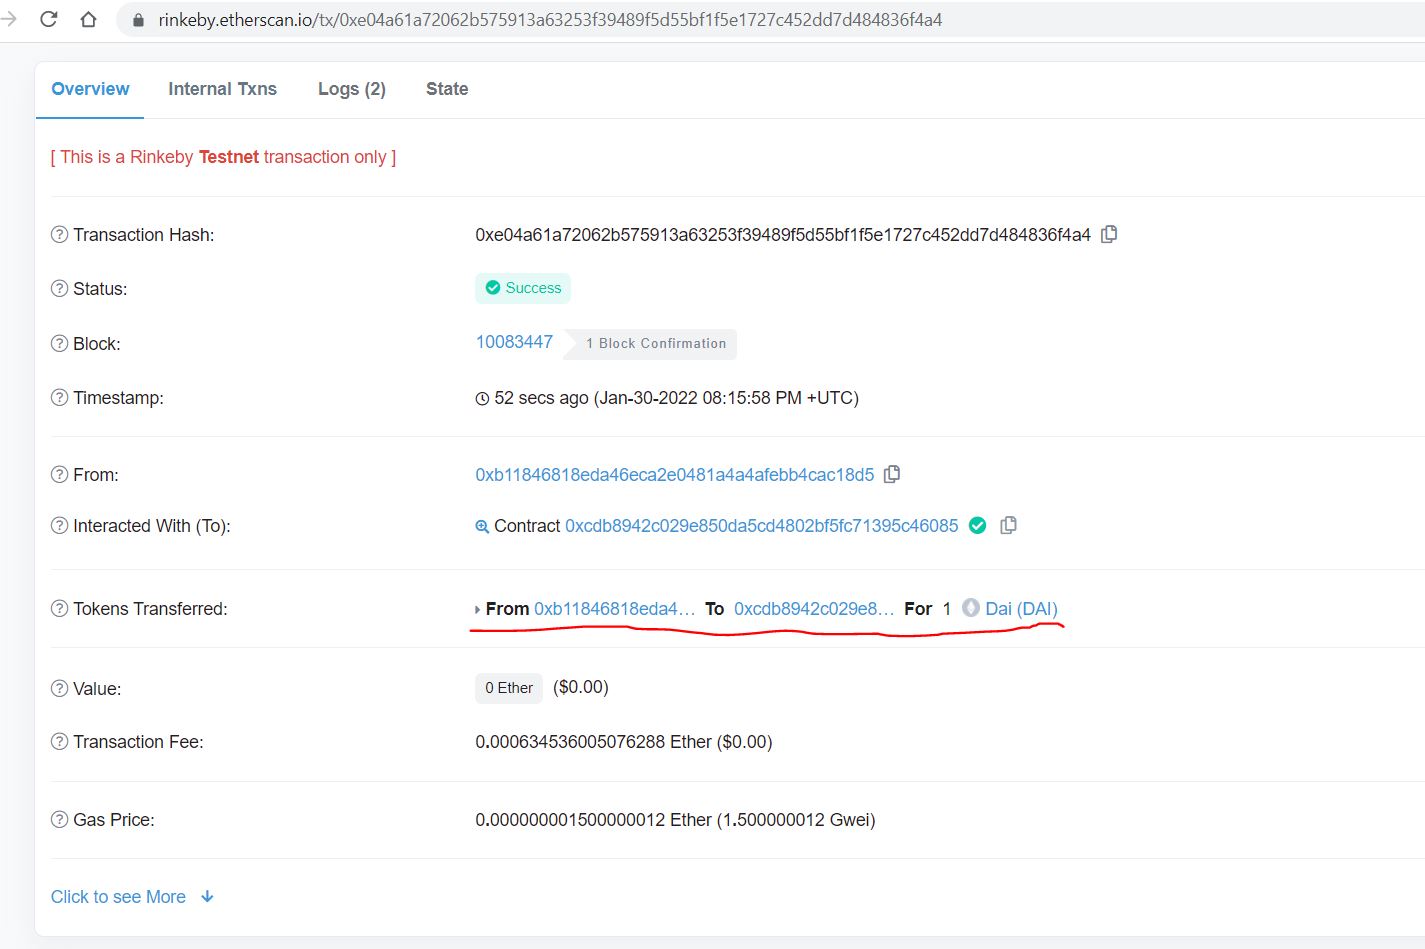 rinkeby.etherscan.io/tx/0xe04a61a72062b575913a63253f39489f5d55bf1f5e1727c452dd7d484836f4a4
Overview Internal Txns Logs (2) State
[ This is a Rinkeby Testnet transaction only ]
Transaction Hash: 0xe04a61a72062b575913a63253f39489f5d55bf1f5e1727c452dd7d484836f4a4
Status: Success
Block: 10083447 1 Block Confirmation
Timestamp: 52 secs ago (Jan-30-2022 08:15:58 PM +UTC)
From: 0xb11846818eda46eca2e0481a4a4afebb4cac18d5
Interacted With (To): Contract 0xcdb8942c029e850da5cd4802bf5fc71395c46085
Tokens Transferred: From 0xb11846818eda4... To 0xcdb8942c029e8... For 1 Dai (DAI)
Value: 0 Ether ($0.00)
Transaction Fee: 0.000634536005076288 Ether ($0.00)
Gas Price: 0.000000001500000012 Ether (1.500000012 Gwei)
Click to see More